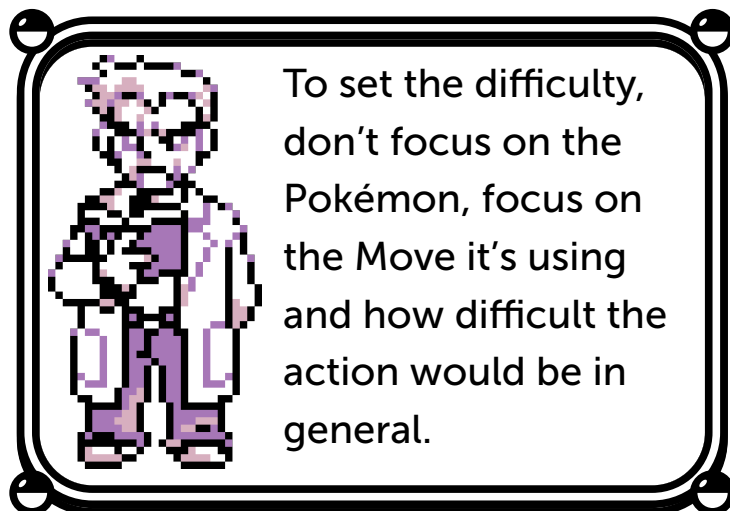 To set the difficulty,
don’t focus on the
Pokémon, focus on
the Move it’s using
and how difficult the
action would be in
general.